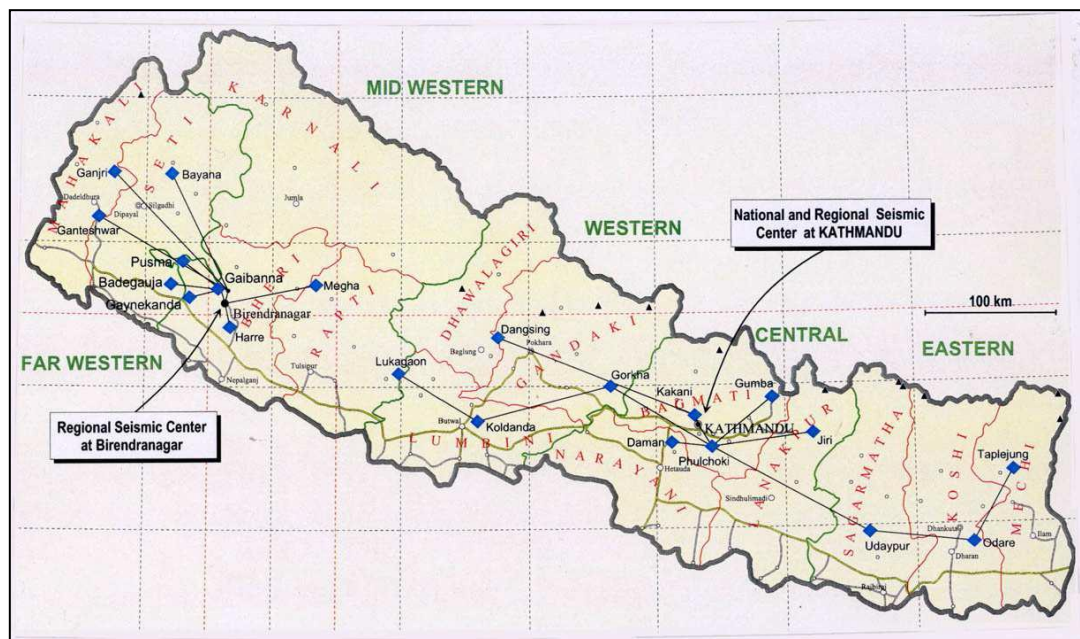 MID WESTERN
KARNALI
MAHAKALI
SETI
Ganjri
Bayana
Dadeldhura
Silgadhi
Dipayal
Jumla
Ganteshwar
WESTERN
National and Regional Seismic
Center at KATHMANDU
Pusma
Gaibanna
Badegauja
Megha
Gaynekanda
Birendranagar
BHERI
RAPTI
DHAWALAGIRI
GANDAKI
100 km
Harre
Dangsing
Pokhara
CENTRAL
EASTERN
FAR WESTERN
Baglung
Tulsipur
Nepalganj
Lukagaon
Gorkha
Gumba
Kakani
BAGMATI
Regional Seismic Center
at Birendranagar
Butwal
Koldanda
KATHMANDU
Jiri
LUMBINI
Daman
Phulchoki
NARAYANI
JANAKPUR
SAGARMATHA
KOSHI
MECHI
Taplejung
Hetauda
Sindhulimadi
Udaypur
Dhankuta
Odare
Ilam
Dharan
Rajbiraj